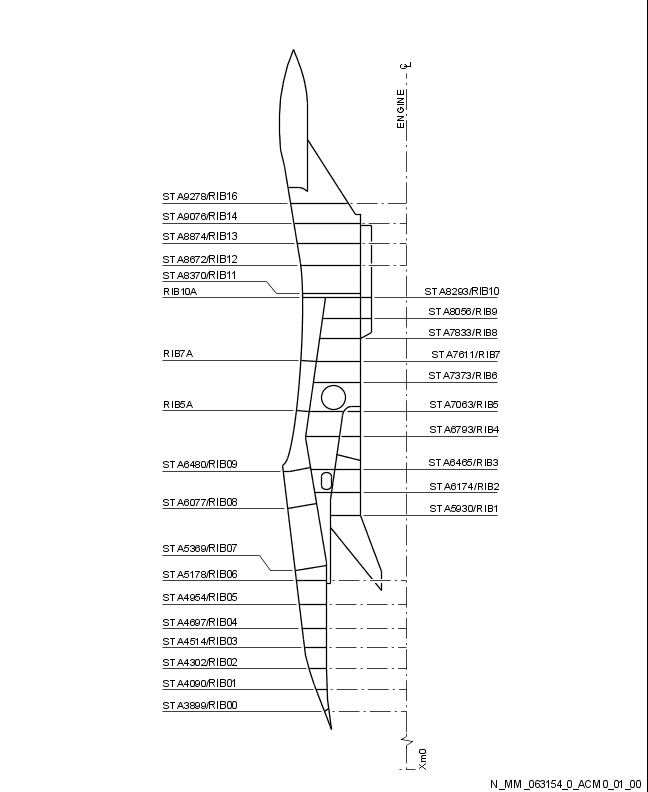 ℄
ENGINE
STA9278/RIB16
STA9076/RIB14
STA8874/RIB13
STA8672/RIB12
STA8370/RIB11
RIB10A
STA8293/RIB10
STA8056/RIB9
STA7833/RIB8
RIB7A
STA7611/RIB7
STA7373/RIB6
RIB5A
STA7063/RIB5
STA6793/RIB4
STA6480/RIB09
STA6465/RIB3
STA6174/RIB2
STA6077/RIB08
STA5930/RIB1
STA5369/RIB07
STA5178/RIB06
STA4954/RIB05
STA4697/RIB04
STA4514/RIB03
STA4302/RIB02
STA4090/RIB01
STA3899/RIB00
Xm0
N_MM_063154_0_ACM0_01_00